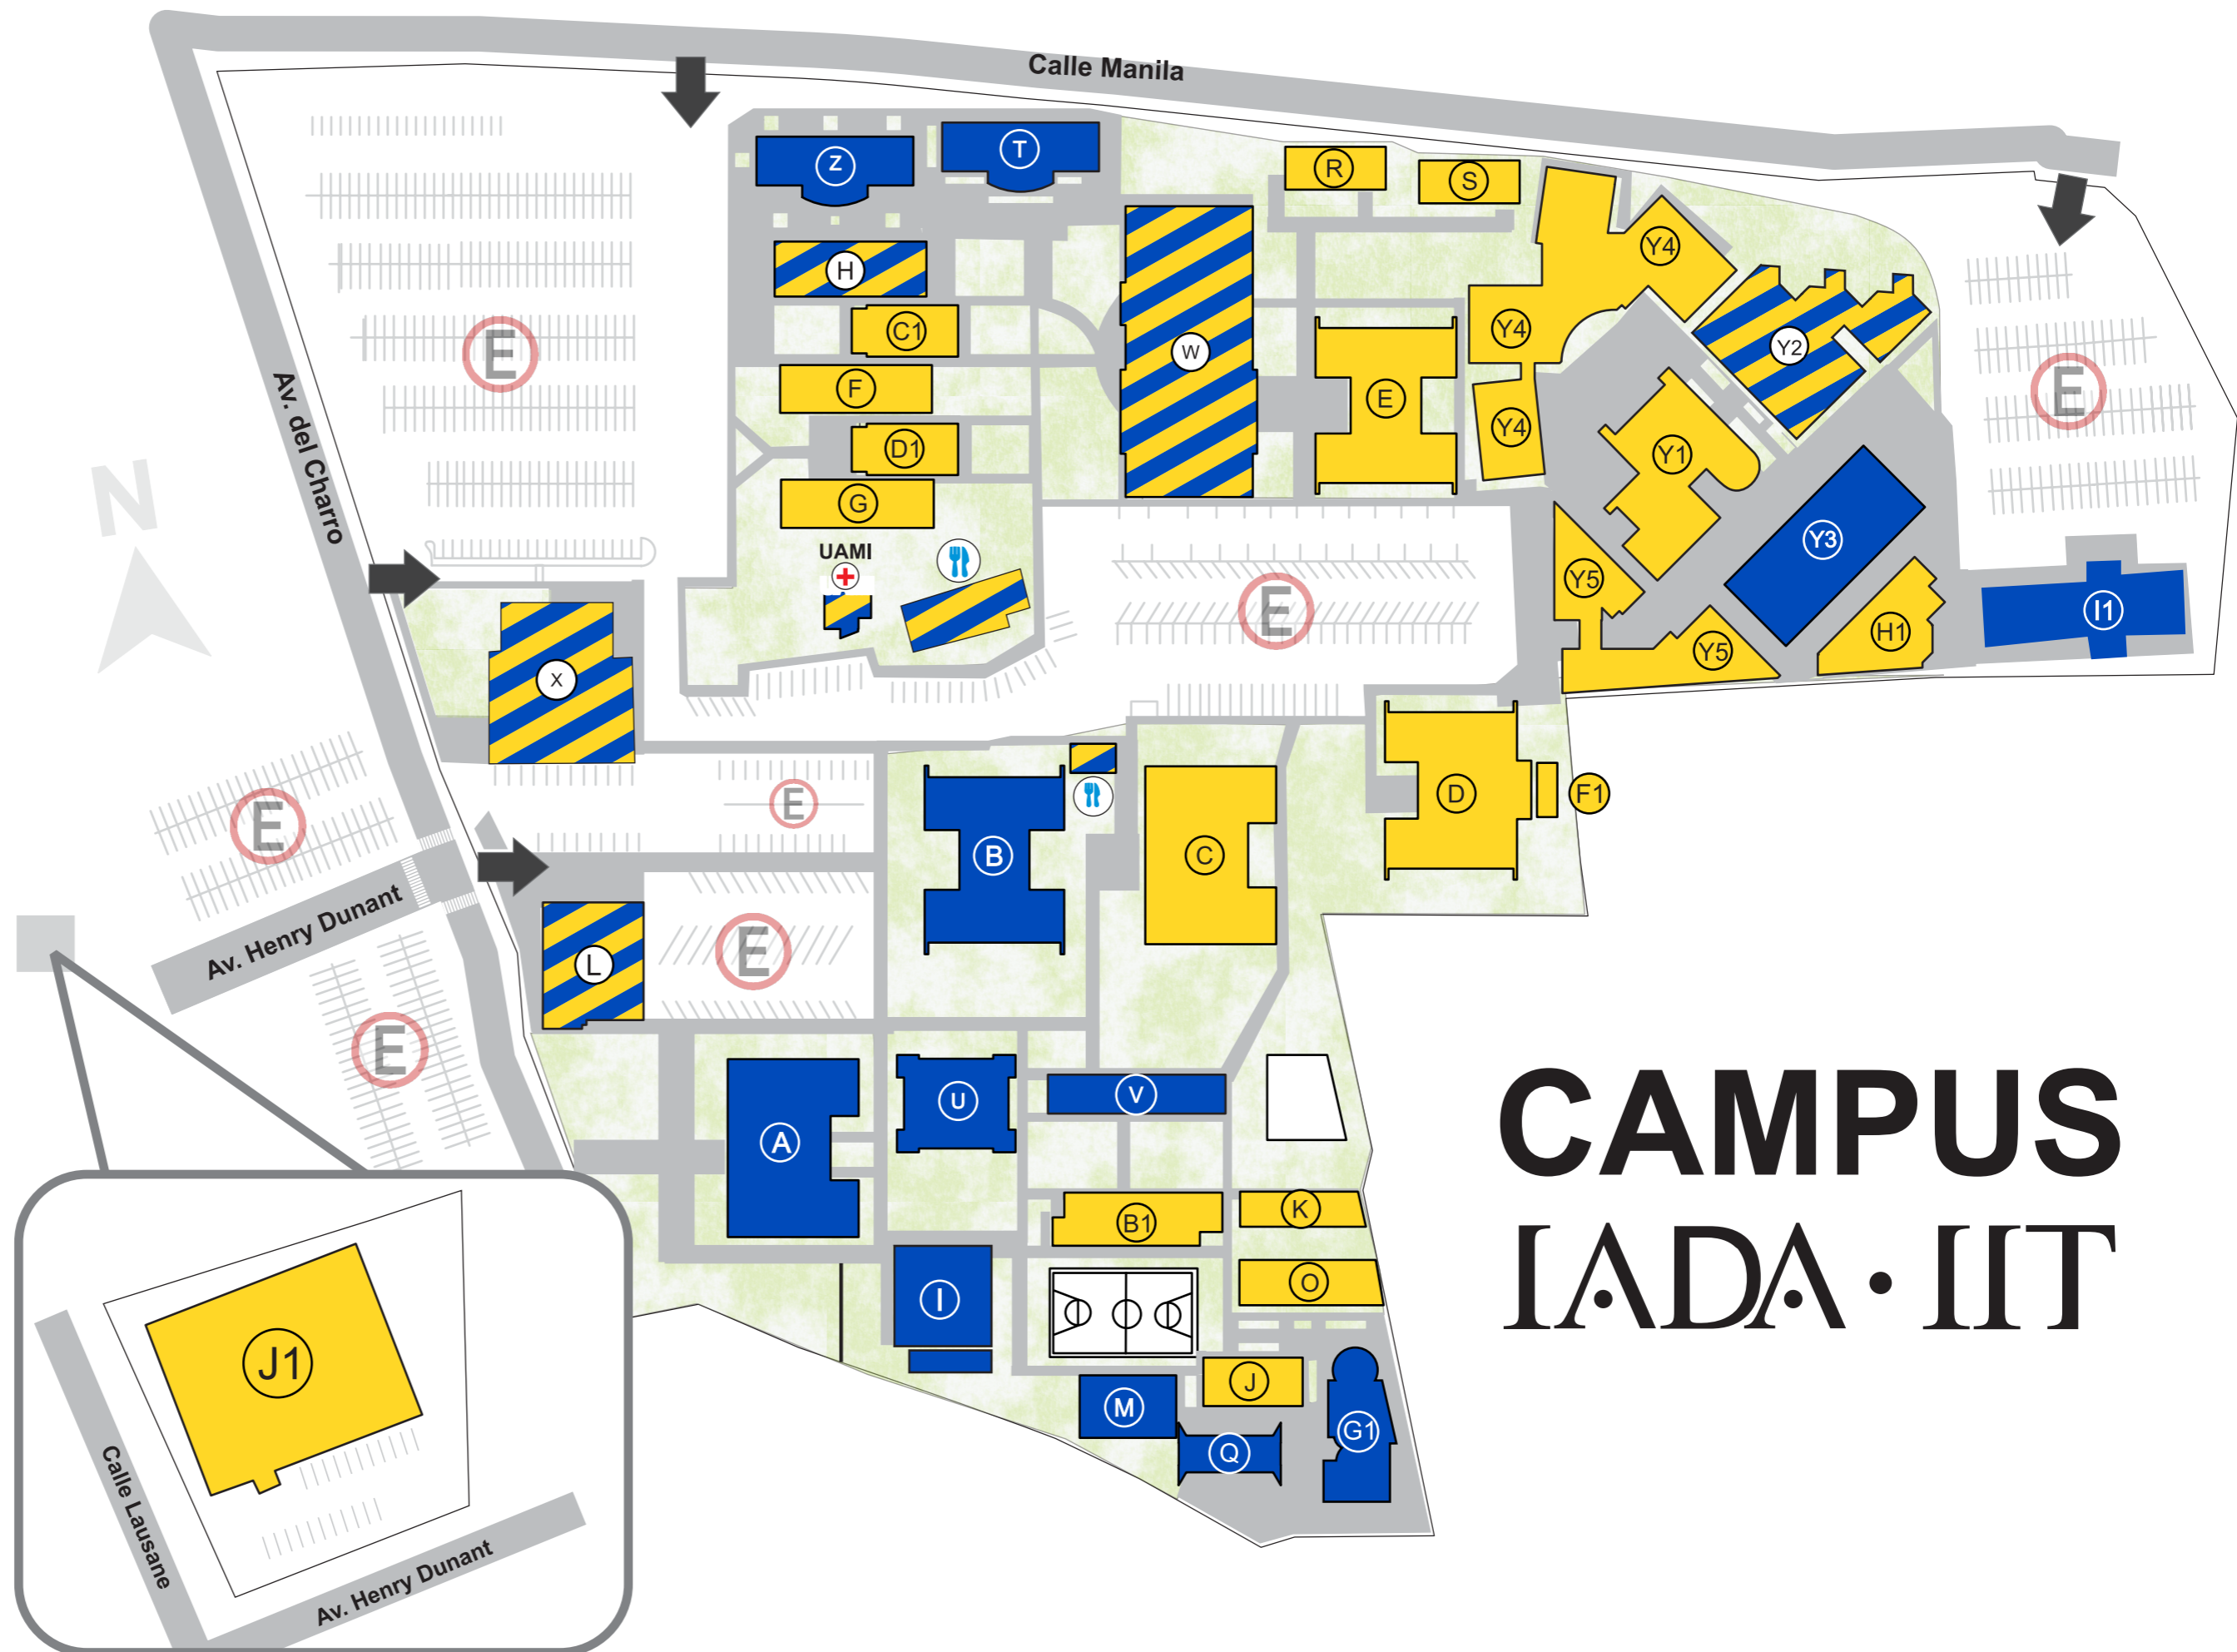 Calle Manila
Z
T
R
S
H
Y4
C1
Y4
W
Y2
E
E
F
E
Av. del Charro
Y4
D1
Y1
N
G
Y3
UAMI
Y5
E
I1
H1
Y5
X
E
D
F1
E
B
C
Av. Henry Dunant
E
L
E
V
U
A
CAMPUS
K
B1
O
I
IADA · IIT
J1
J
M
G1
Q
Calle Lausane
Av. Henry Dunant